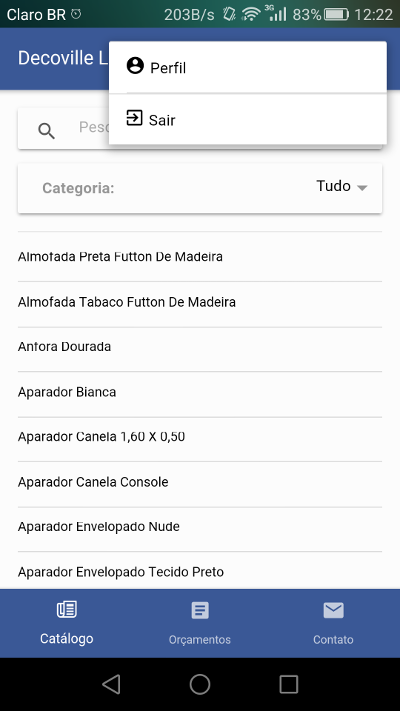 Claro BR 203B/s 3G 83% 12:22
Decoville L
Perfil
Sair
Pesq
Categoria: Tudo
Almofada Preta Futton De Madeira
Almofada Tabaco Futton De Madeira
Anfora Dourada
Aparador Bianca
Aparador Canela 1,60 X 0,50
Aparador Canela Console
Aparador Envelopado Nude
Aparador Envelopado Tecido Preto
Catálogo Orçamentos Contato